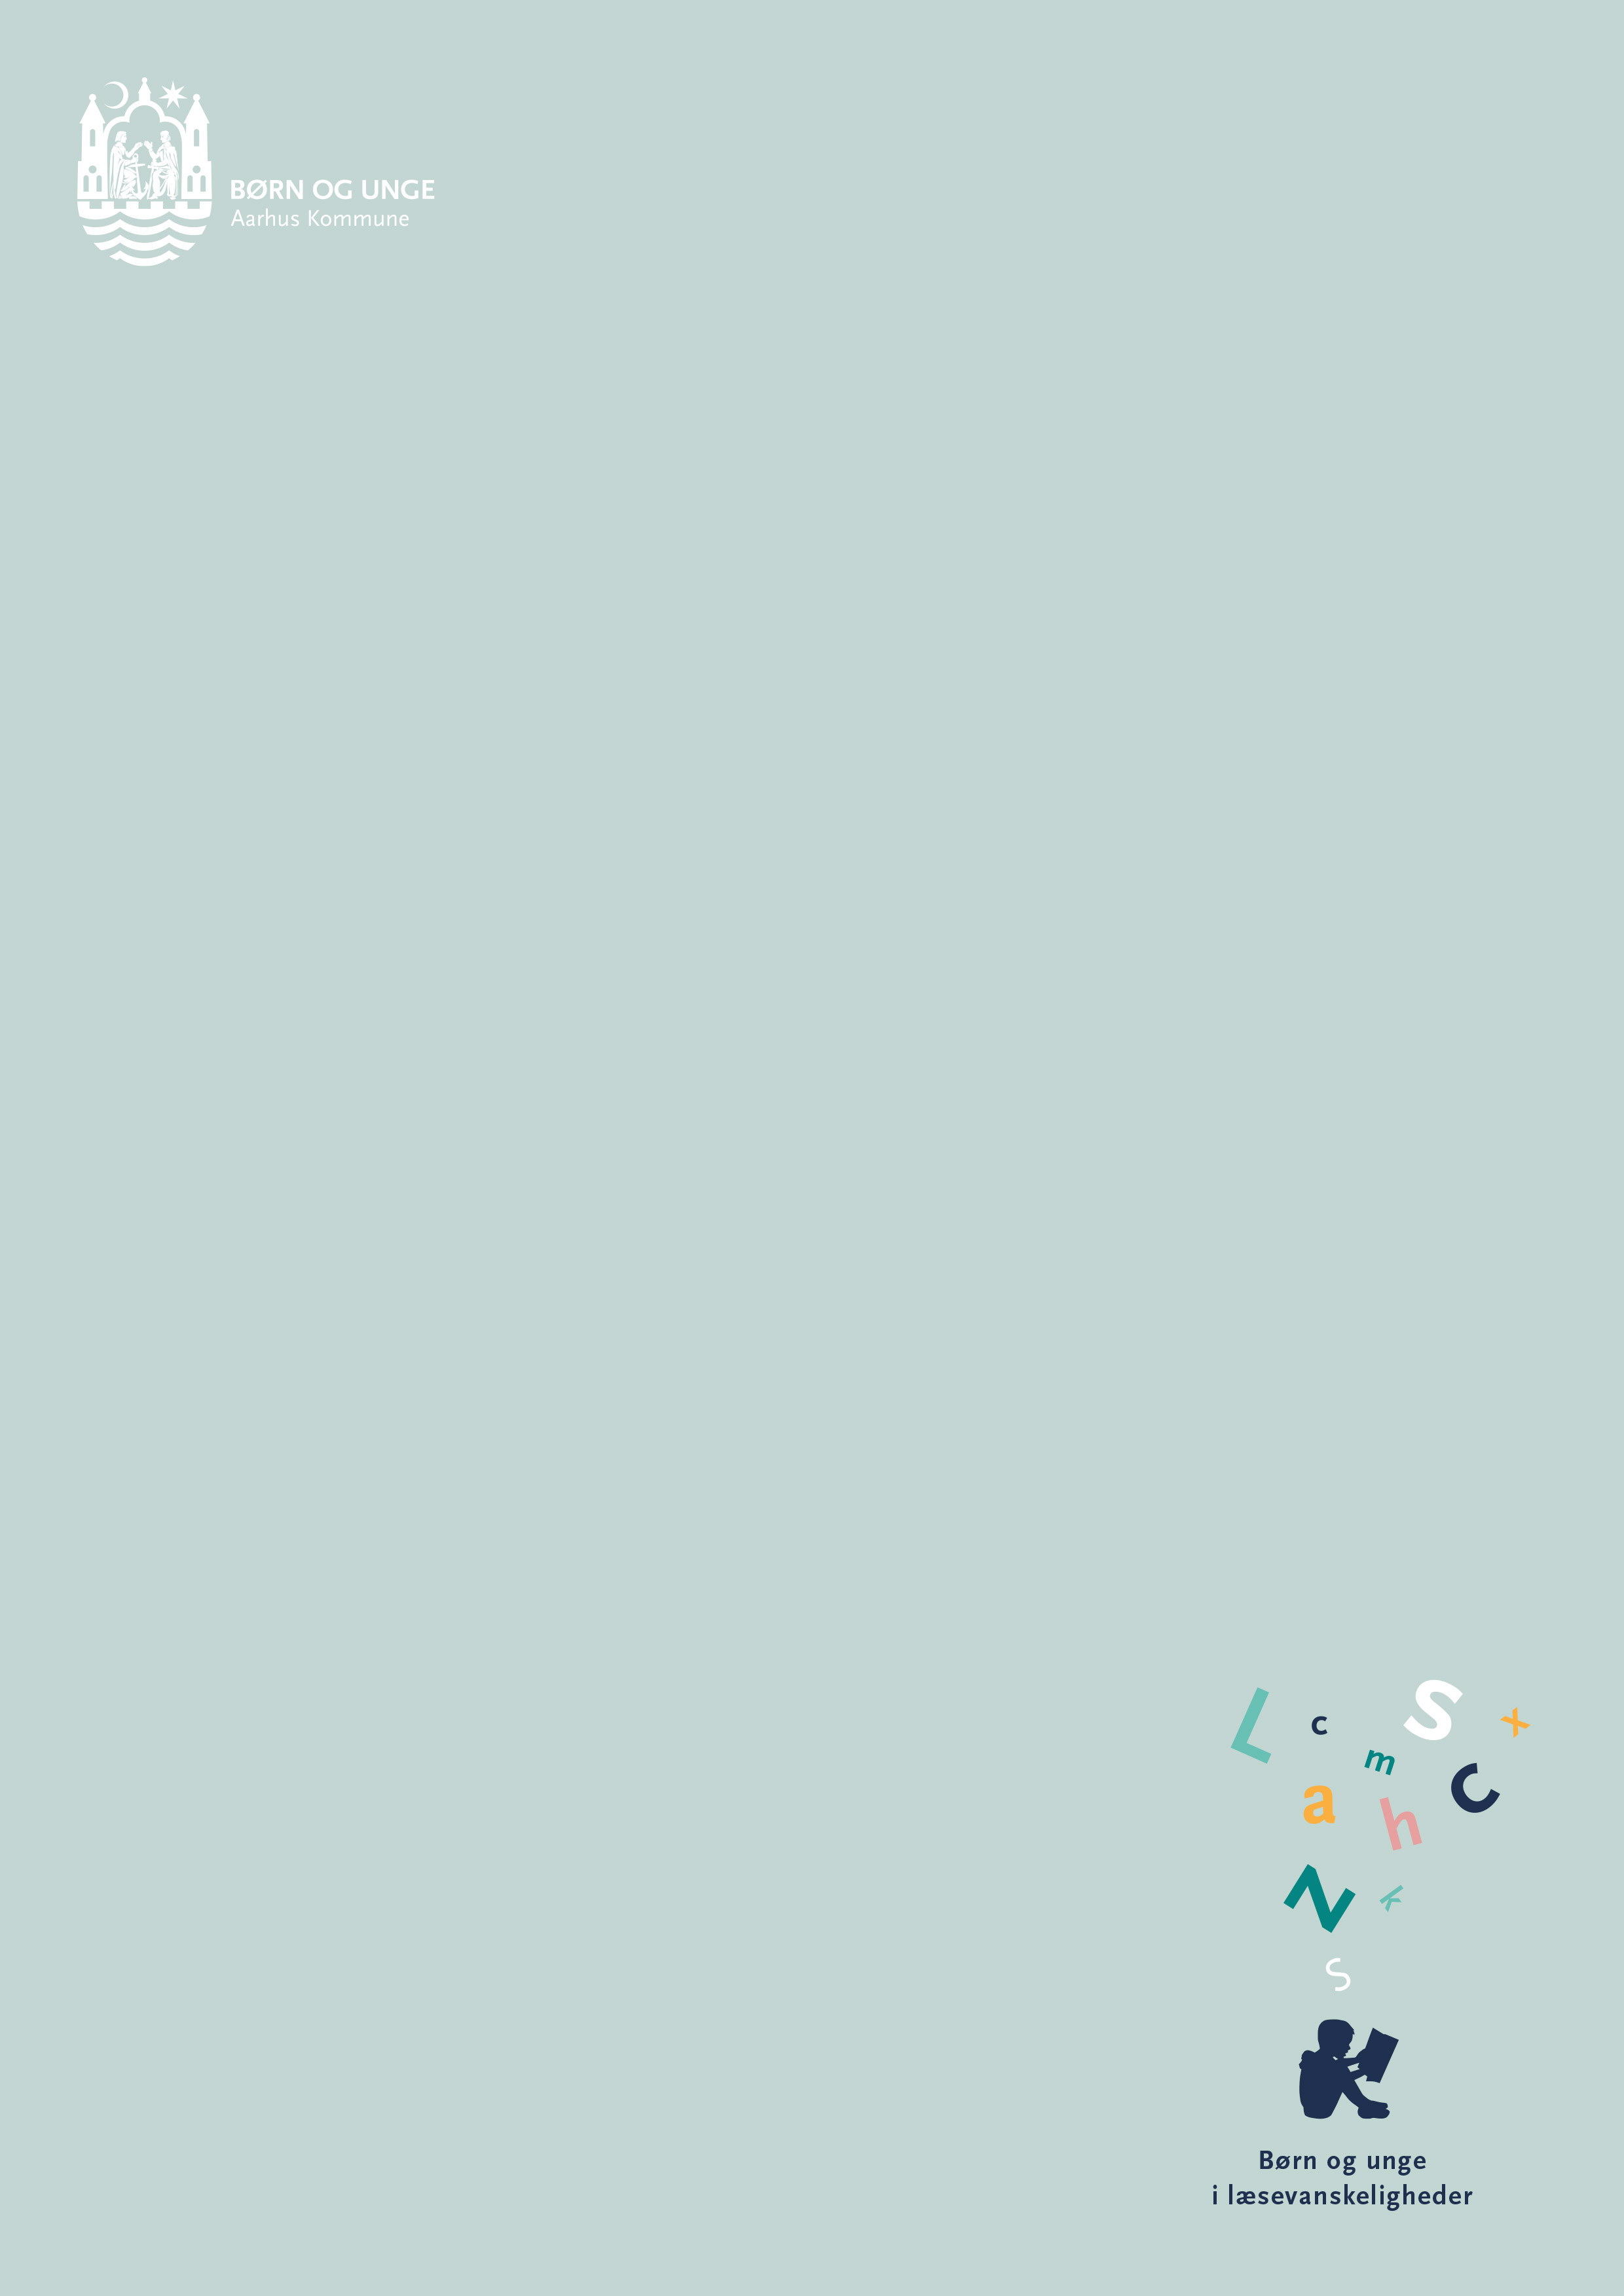 BØRN OG UNGE
Aarhus Kommune
L c S x
m
a h C
N k
s
Børn og unge
i læsevanskeligheder